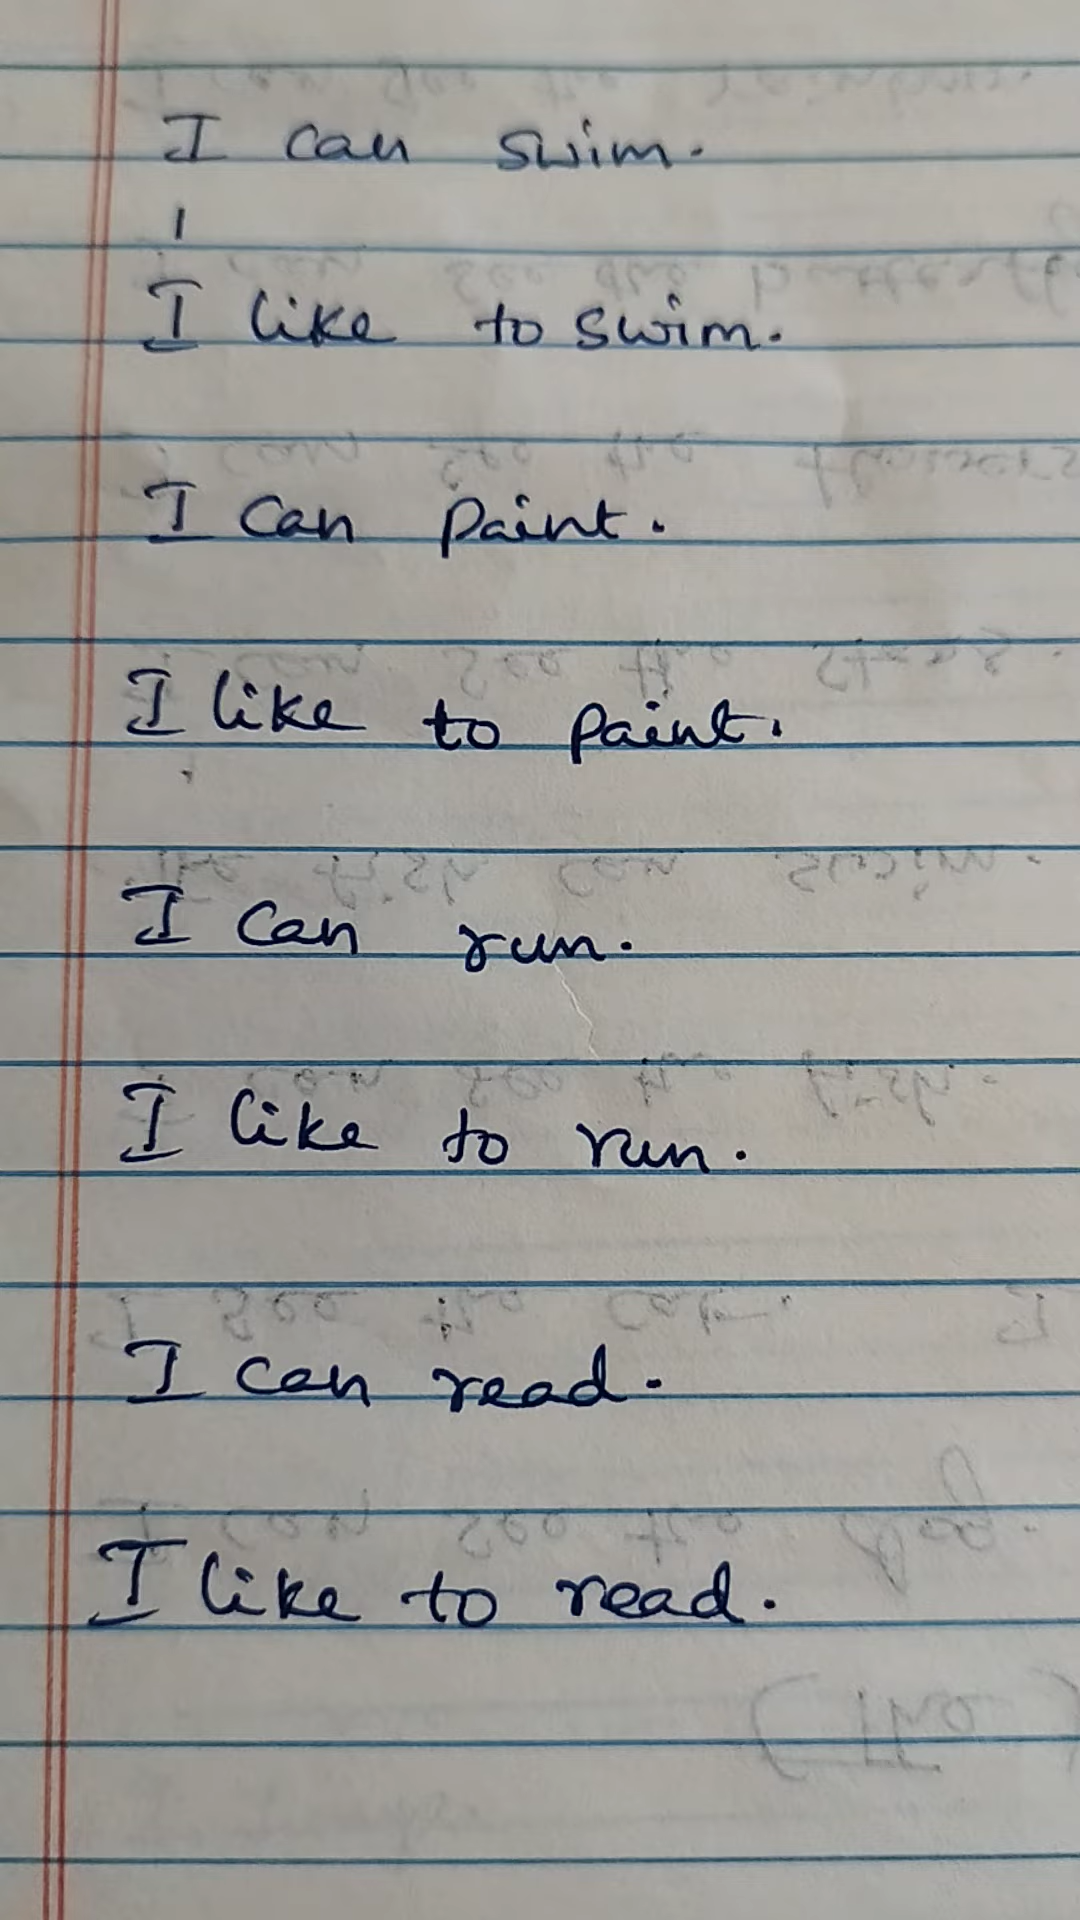 I can swim.
I like to swim.
I can paint.
I like to paint.
I can run.
I like to run.
I can read.
I like to read.